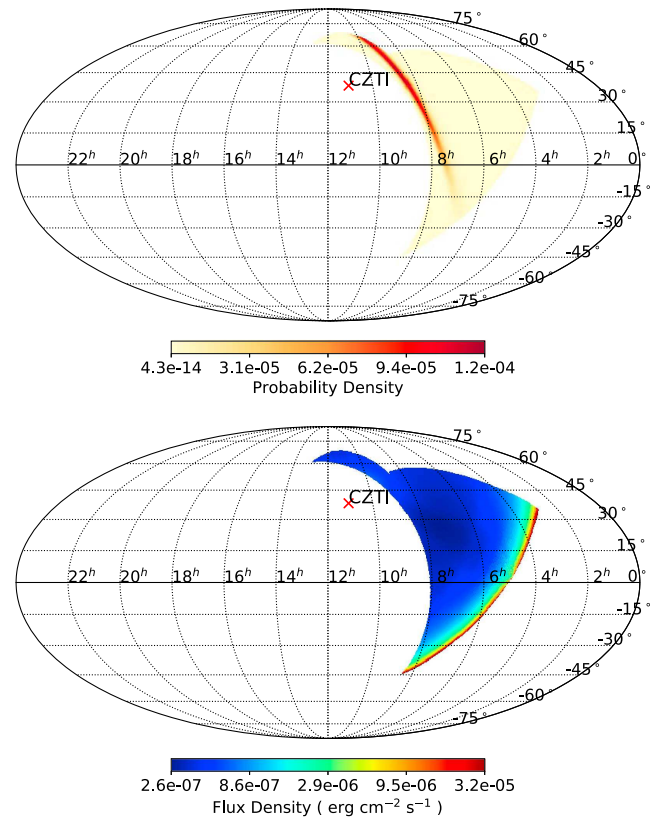 75°
60°
45°
CZTI
30°
15°
22ʰ 20ʰ 18ʰ 16ʰ 14ʰ 12ʰ 10ʰ 8ʰ 6ʰ 4ʰ 2ʰ 0°
-15°
-30°
-45°
-60°
-75°
4.3e-14 3.1e-05 6.2e-05 9.4e-05 1.2e-04
Probability Density
75°
60°
45°
CZTI
30°
15°
22ʰ 20ʰ 18ʰ 16ʰ 14ʰ 12ʰ 10ʰ 8ʰ 6ʰ 4ʰ 2ʰ 0°
-15°
-30°
-45°
-60°
-75°
2.6e-07 8.6e-07 2.9e-06 9.5e-06 3.2e-05
Flux Density ( erg cm⁻² s⁻¹ )